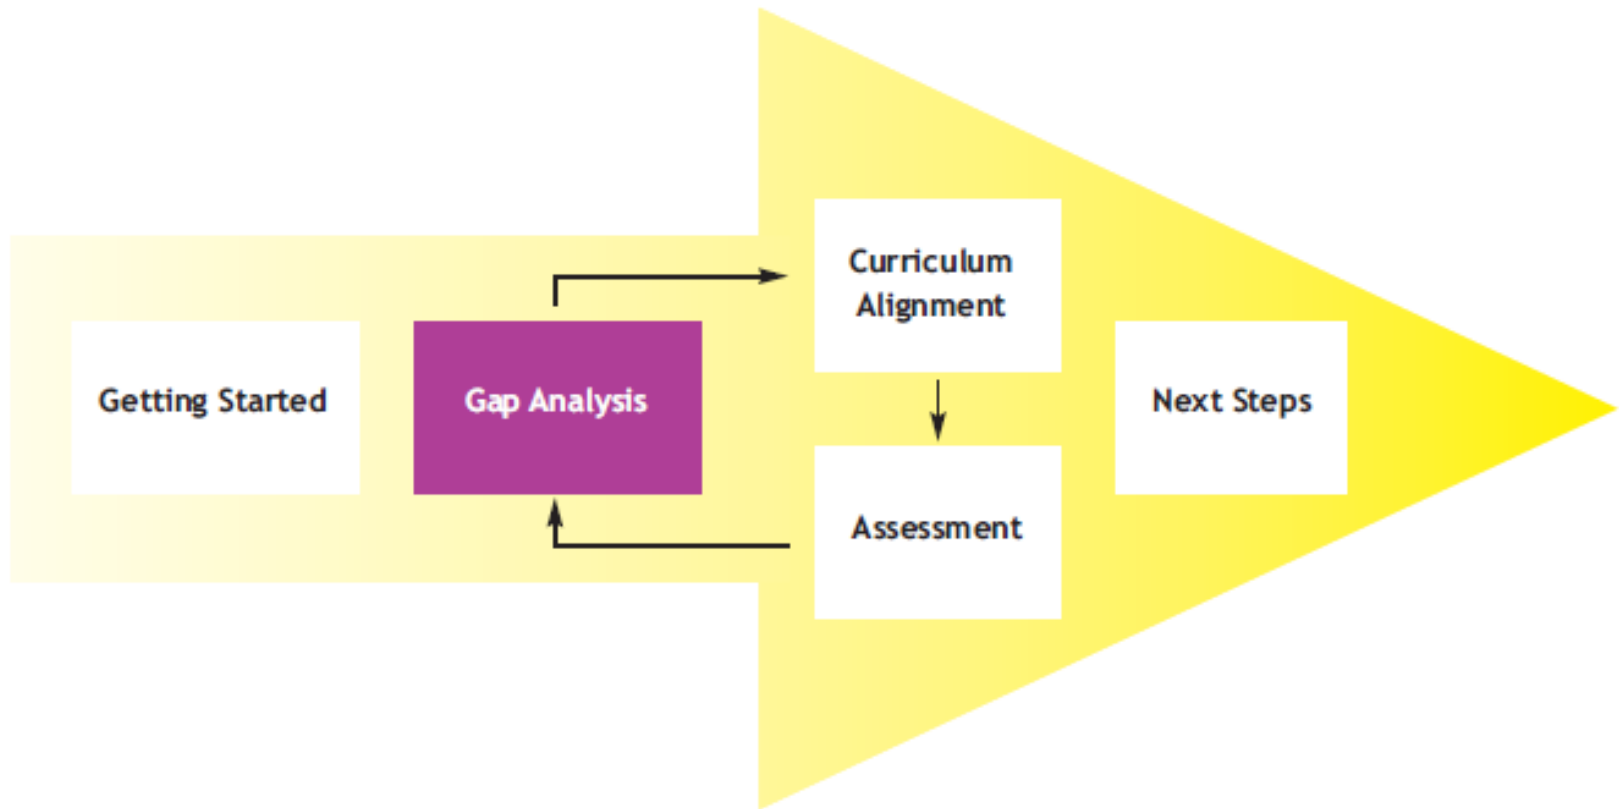 Getting Started
Gap Analysis
Curriculum
Alignment
Assessment
Next Steps